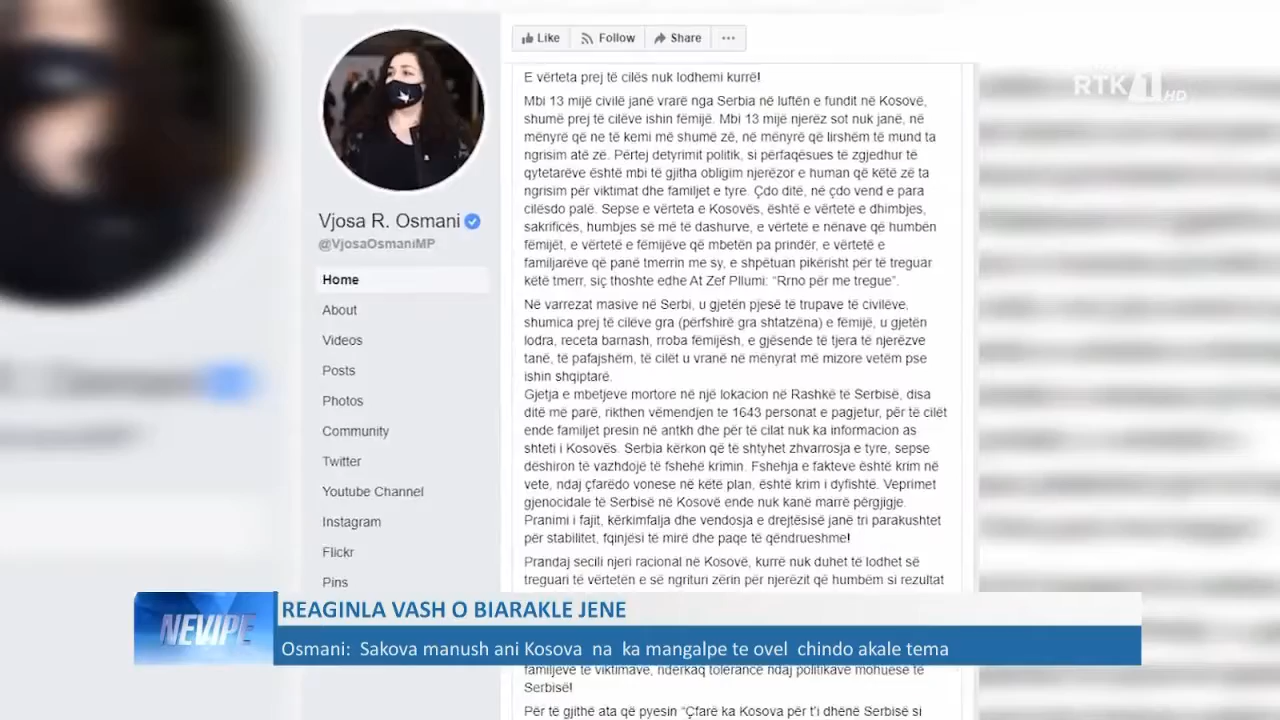 Like Follow Share ...
RTK 1 HD
Vjosa R. Osmani
@VjosaOsmaniMP
Home
About
Videos
Posts
Photos
Community
Twitter
Youtube Channel
Instagram
Flickr
Pins
E vërteta prej të cilës nuk lodhemi kurrë!
Mbi 13 mijë civilë janë vrarë nga Serbia në luftën e fundit në Kosovë,
shumë prej të cilëve ishin fëmijë. Mbi 13 mijë njerëz sot nuk janë, në
mënyrë që ne të kemi më shumë zë, në mënyrë që lirshëm të mund ta
ngrisim atë zë. Përtej detyrimit politik, si përfaqësues të zgjedhur të
qytetarëve është mbi të gjitha obligim njerëzor e human që këtë zë ta
ngrisim për viktimat dhe familjet e tyre. Çdo ditë, në çdo vend e para
cilësdo palë. Sepse e vërteta e Kosovës, është e vërtetë e dhimbjes,
sakrificës, humbjes së më të dashurve, e vërtetë e nënave që humbën
fëmijët, e vërtetë e fëmijëve që mbetën pa prindër, e vërtetë e
familjarëve që panë tmerrin me sy, e shpëtuan pikërisht për të treguar
këtë tmerr, siç thoshte edhe At Zef Pllumi: “Rrno për me tregue”.
Në varrezat masive në Serbi, u gjetën pjesë të trupave të civilëve,
shumica prej të cilëve gra (përfshirë gra shtatzëna) e fëmijë, u gjetën
lodra, receta barnash, rroba fëmijësh, e gjësende të tjera të njerëzve
tanë, të pafajshëm, të cilët u vranë në mënyrat më mizore vetëm pse
ishin shqiptarë.
Gjetja e mbetjeve mortore në një lokacion në Rashkë të Serbisë, disa
ditë më parë, rikthen vëmendjen te 1643 personat e pagjetur, për të cilët
ende familjet presin në ankth dhe për të cilat nuk ka informacion as
shteti i Kosovës. Serbia kërkon që të shtyhet zhvarrosja e tyre, sepse
dëshiron të vazhdojë të fshehë krimin. Fshehja e fakteve është krim në
vete, ndaj çfarëdo vonese në këtë plan, është krim i dyfishtë. Veprimet
gjenocidale të Serbisë në Kosovë ende nuk kanë marrë përgjigje.
Pranimi i fajit, kërkimfalja dhe vendosja e drejtësisë janë tri parakushtet
për stabilitet, fqinjësi të mirë dhe paqe të qëndrueshme!
Prandaj secili njeri racional në Kosovë, kurrë nuk duhet të lodhet së
treguari të vërtetën e së ngrituri zërin për njerëzit që humbëm si rezultat
NEVIPE
REAGINLA VASH O BIARAKLE JENE
Osmani: Sakova manush ani Kosova na ka mangalpe te ovel chindo akale tema
familjeve të viktimave, ndërkaq tolerancë ndaj politikave mohuese të
Serbisë!
Për të gjithë ata që pyesin “Çfarë ka Kosova për t’i dhënë Serbisë si